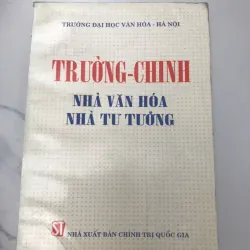 TRƯỜNG ĐẠI HỌC VĂN HÓA - HÀ NỘI
TRƯỜNG-CHINH
NHÀ VĂN HÓA
NHÀ TƯ TƯỞNG
ST NHÀ XUẤT BẢN CHÍNH TRỊ QUỐC GIA